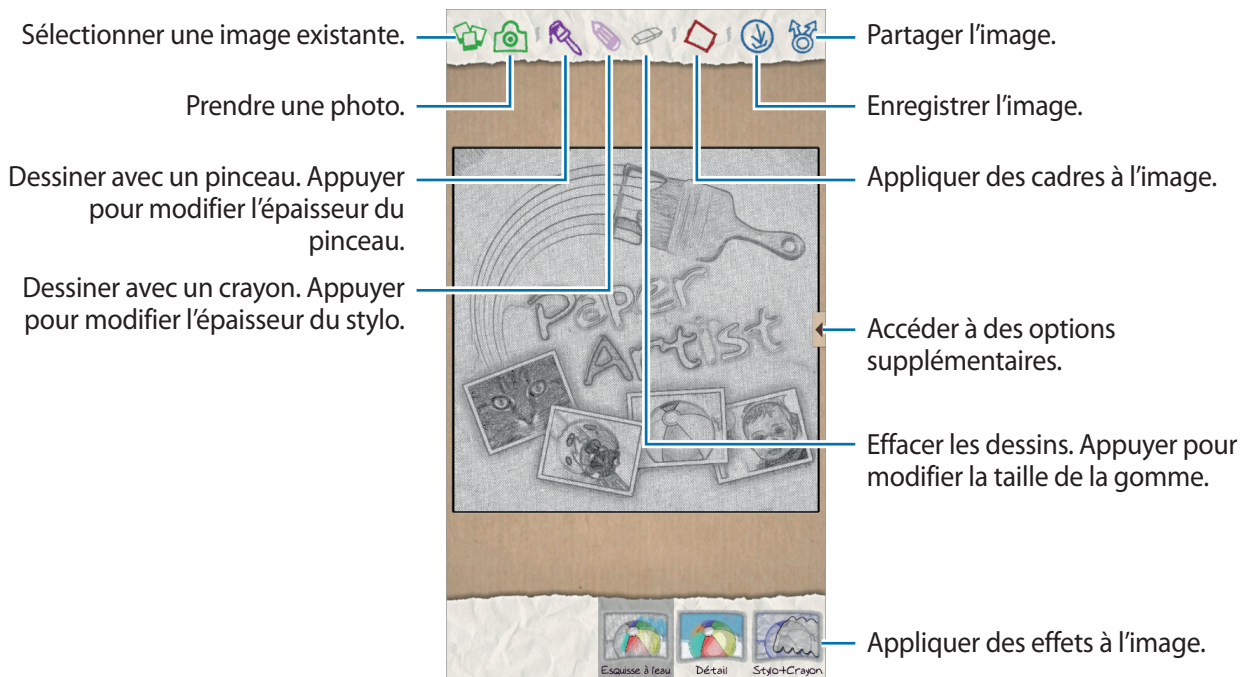 Sélectionner une image existante.
Prendre une photo.
Dessiner avec un pinceau. Appuyer
pour modifier l'épaisseur du
pinceau.
Dessiner avec un crayon. Appuyer
pour modifier l'épaisseur du stylo.
Paper
Artist
Partager l'image.
Enregistrer l'image.
Appliquer des cadres à l'image.
Accéder à des options
supplémentaires.
Effacer les dessins. Appuyer pour
modifier la taille de la gomme.
Appliquer des effets à l'image.
Esquisse à l'eau
Détail
Stylo+Crayon